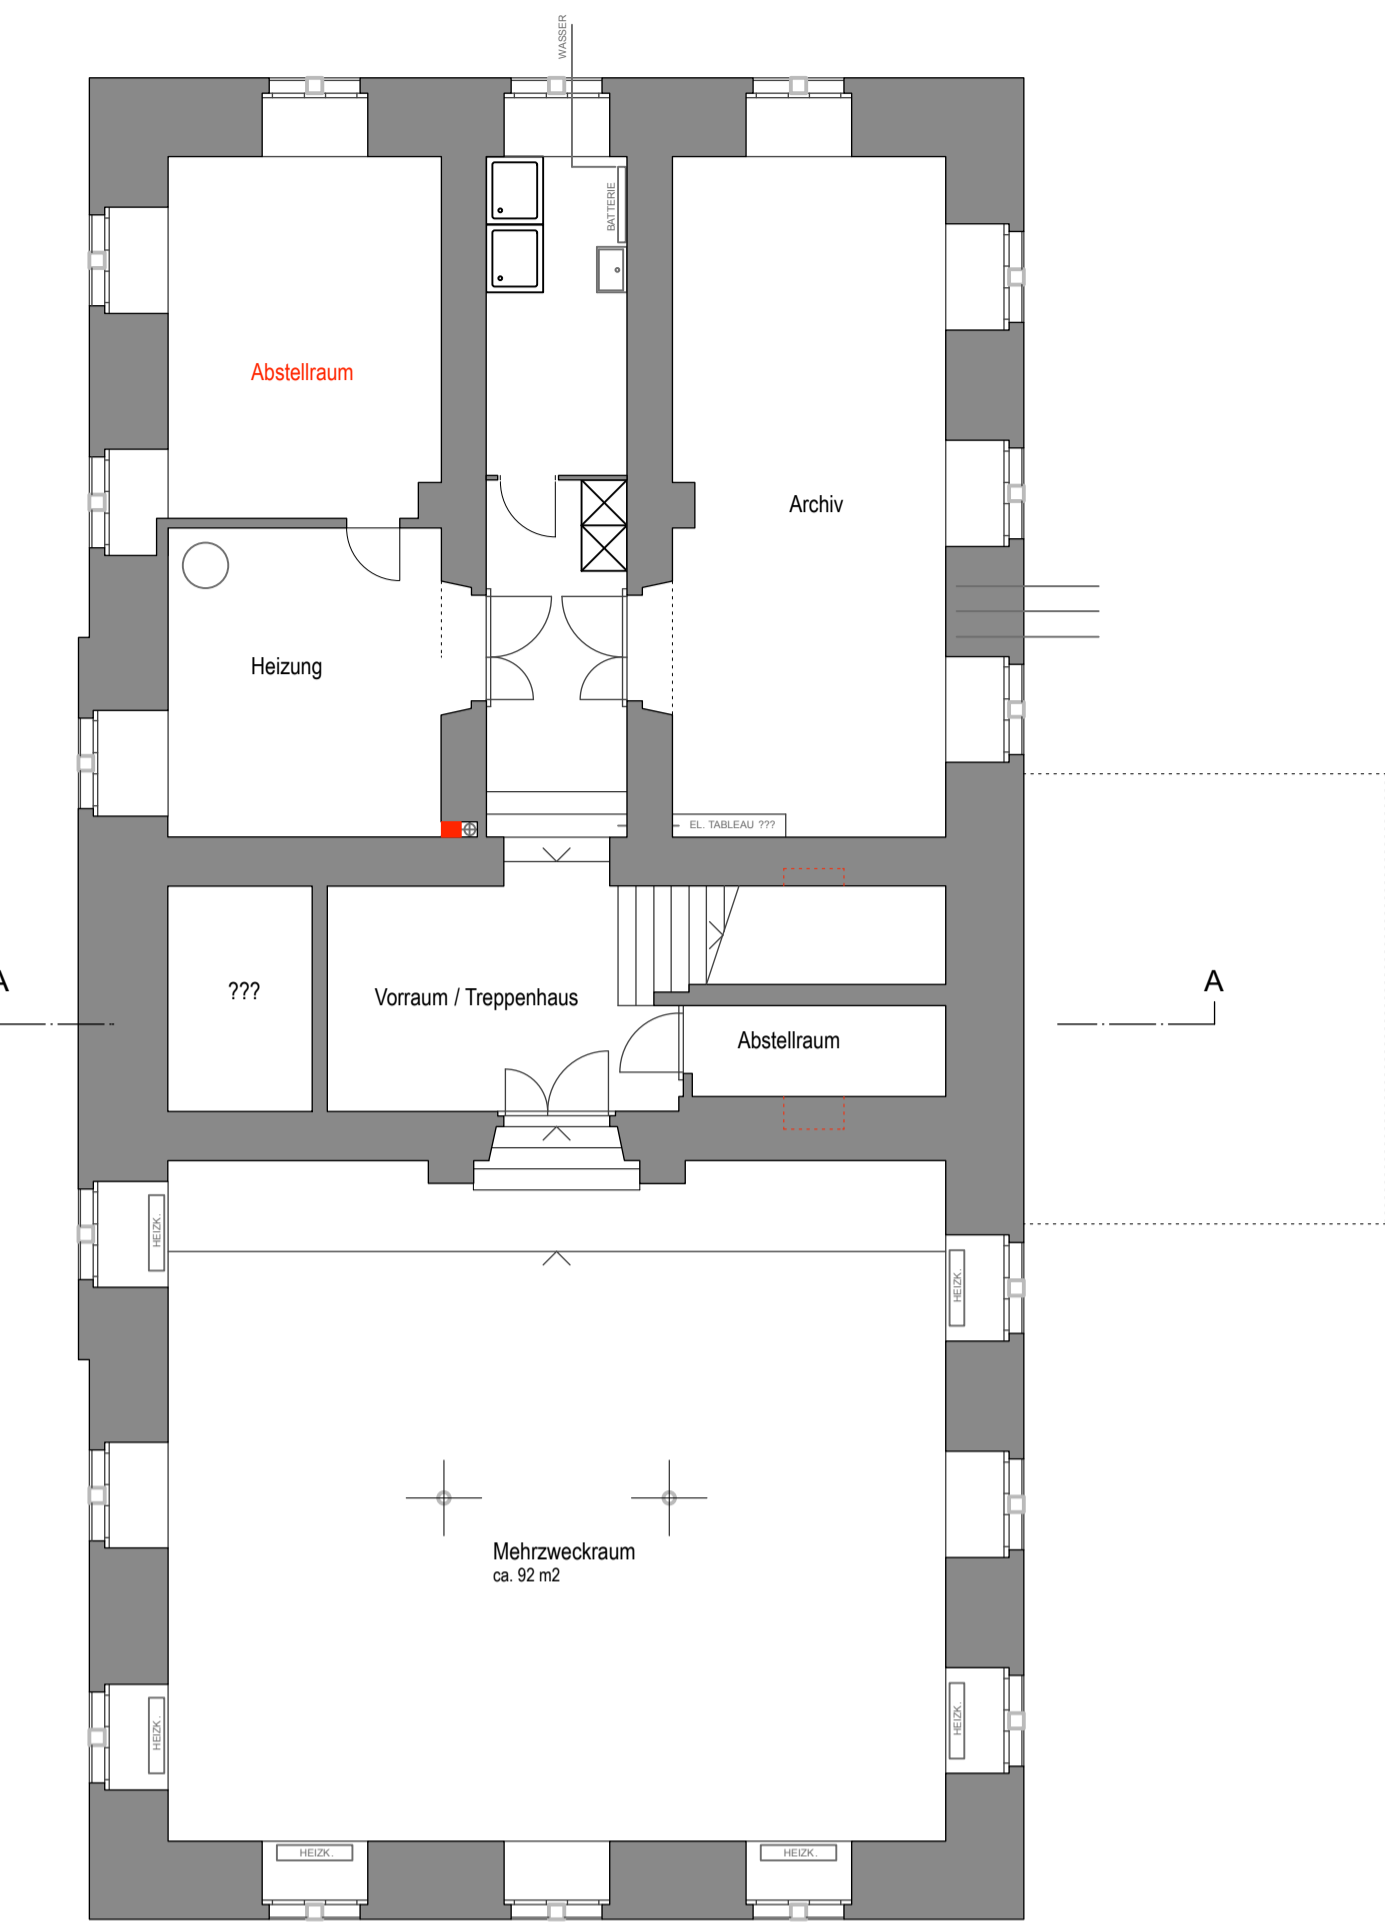 WASSER
BATTERIE
Abstellraum
Archiv
Heizung
EL. TABLEAU ???
A
A
???
Vorraum / Treppenhaus
Abstellraum
HEIZK.
HEIZK.
Mehrzweckraum
ca. 92 m2
HEIZK.
HEIZK.
HEIZK.
HEIZK.